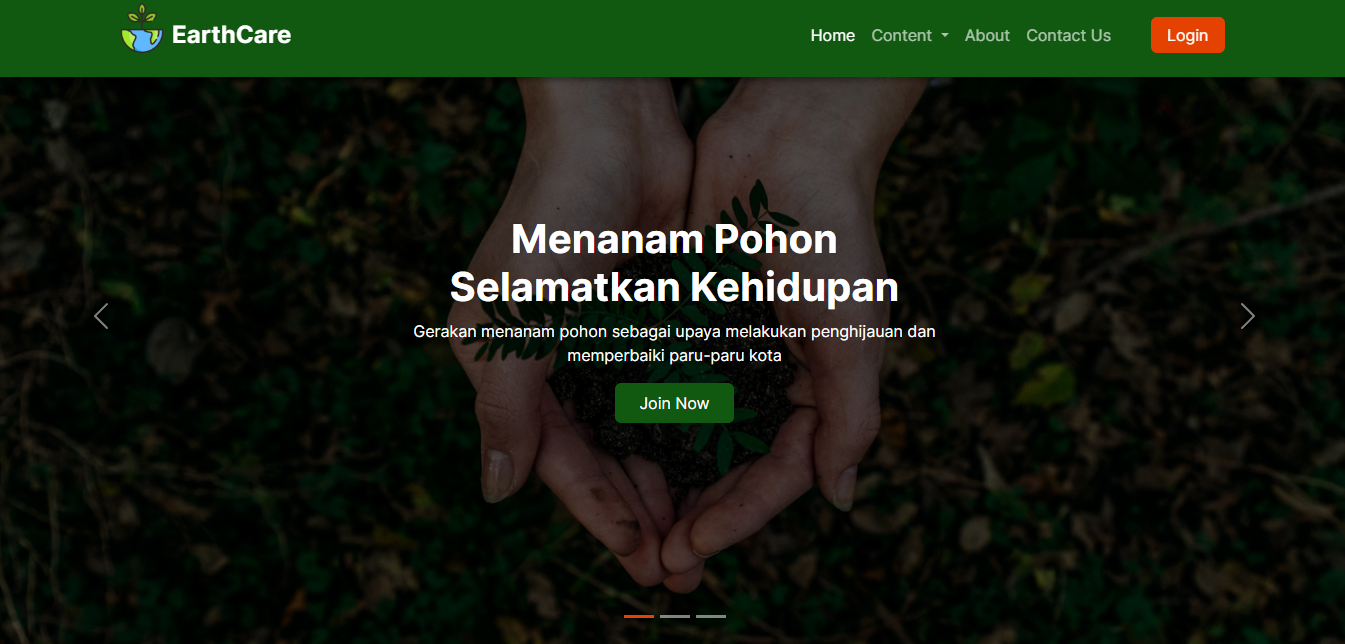 EarthCare
Home
Content
About
Contact Us
Login
Menanam Pohon
Selamatkan Kehidupan
Gerakan menanam pohon sebagai upaya melakukan penghijauan dan
memperbaiki paru-paru kota
Join Now